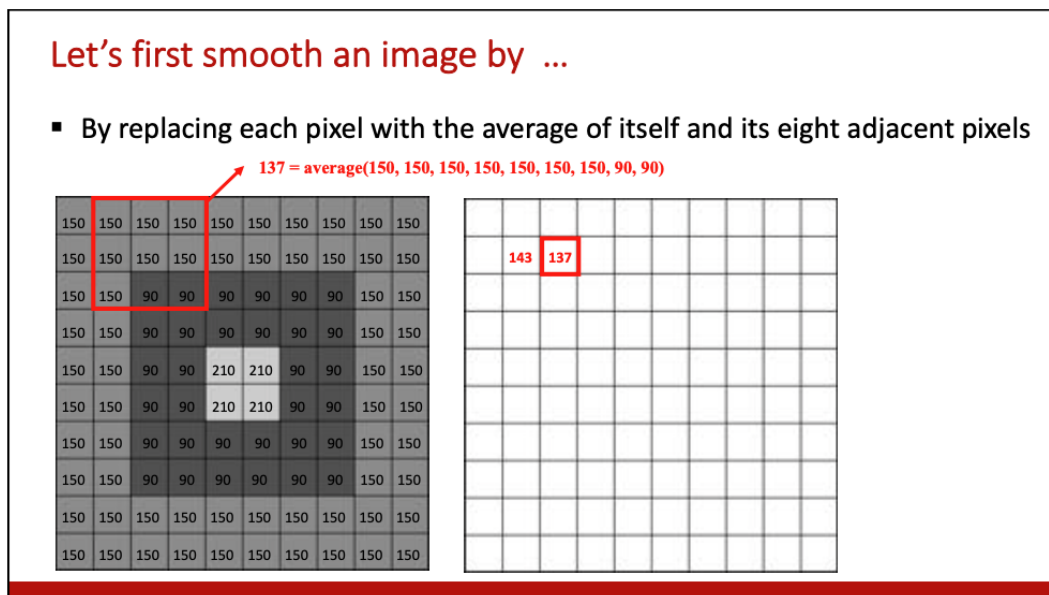 Let's first smooth an image by ...
▪ By replacing each pixel with the average of itself and its eight adjacent pixels
137 = average(150, 150, 150, 150, 150, 150, 150, 90, 90)
150 150 150 150 150 150 150 150 150 150
150 150 150 150 150 150 150 150 150 150
150 150 90 90 90 90 90 90 150 150
150 150 90 90 90 90 90 90 150 150
150 150 90 90 210 210 90 90 150 150
150 150 90 90 210 210 90 90 150 150
150 150 90 90 90 90 90 90 150 150
150 150 90 90 90 90 90 90 150 150
150 150 150 150 150 150 150 150 150 150
150 150 150 150 150 150 150 150 150 150
143 137